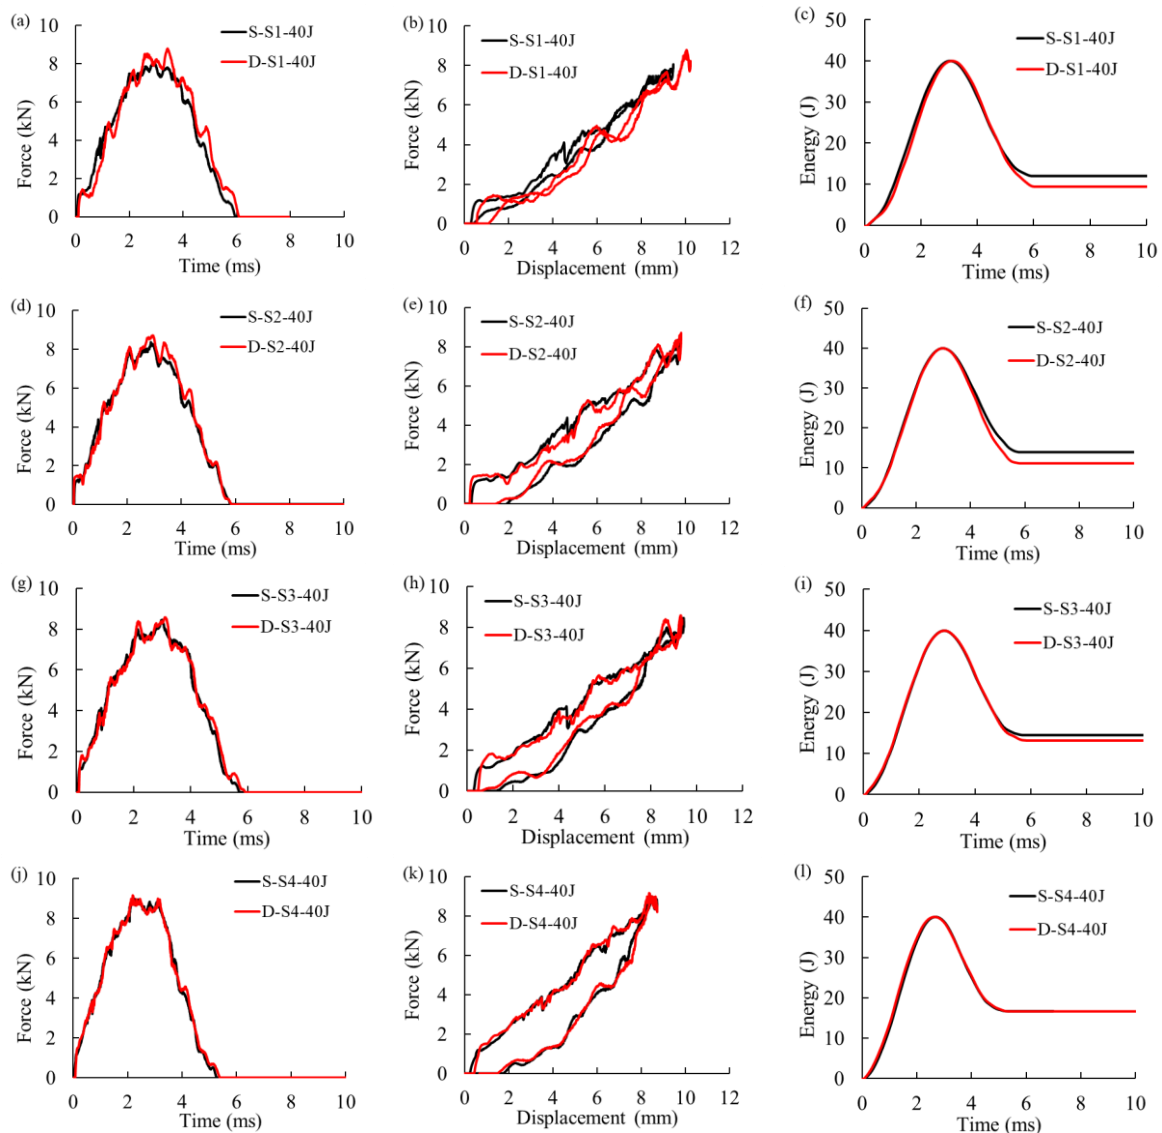 (a)
10
8
6
4
2
0
0 2 4 6 8 10
Force (kN)
Time (ms)
S-S1-40J
D-S1-40J
(b)
10
8
6
4
2
0
0 2 4 6 8 10 12
Force (kN)
Displacement (mm)
S-S1-40J
D-S1-40J
(c)
50
40
30
20
10
0
0 2 4 6 8 10
Energy (J)
Time (ms)
S-S1-40J
D-S1-40J
(d)
10
8
6
4
2
0
0 2 4 6 8 10
Force (kN)
Time (ms)
S-S2-40J
D-S2-40J
(e)
10
8
6
4
2
0
0 2 4 6 8 10 12
Force (kN)
Displacement (mm)
S-S2-40J
D-S2-40J
(f)
50
40
30
20
10
0
0 2 4 6 8 10
Energy (J)
Time (ms)
S-S2-40J
D-S2-40J
(g)
10
8
6
4
2
0
0 2 4 6 8 10
Force (kN)
Time (ms)
S-S3-40J
D-S3-40J
(h)
10
8
6
4
2
0
0 2 4 6 8 10 12
Force (kN)
Displacement (mm)
S-S3-40J
D-S3-40J
(i)
50
40
30
20
10
0
0 2 4 6 8 10
Energy (J)
Time (ms)
S-S3-40J
D-S3-40J
(j)
10
8
6
4
2
0
0 2 4 6 8 10
Force (kN)
Time (ms)
S-S4-40J
D-S4-40J
(k)
10
8
6
4
2
0
0 2 4 6 8 10 12
Force (kN)
Displacement (mm)
S-S4-40J
D-S4-40J
(l)
50
40
30
20
10
0
0 2 4 6 8 10
Energy (J)
Time (ms)
S-S4-40J
D-S4-40J